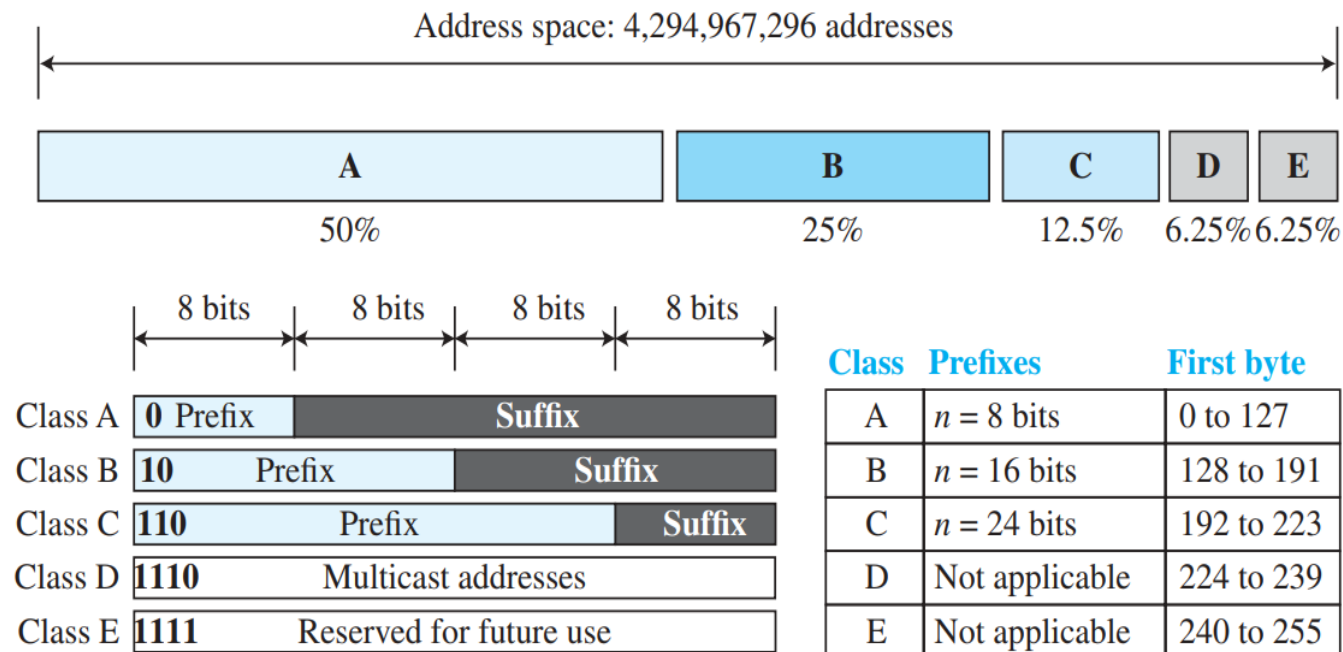 Address space: 4,294,967,296 addresses
A B C D E
50% 25% 12.5% 6.25% 6.25%
8 bits 8 bits 8 bits 8 bits
Class A 0 Prefix Suffix
Class B 10 Prefix Suffix
Class C 110 Prefix Suffix
Class D 1110 Multicast addresses
Class E 1111 Reserved for future use
Class Prefixes First byte
A n = 8 bits 0 to 127
B n = 16 bits 128 to 191
C n = 24 bits 192 to 223
D Not applicable 224 to 239
E Not applicable 240 to 255